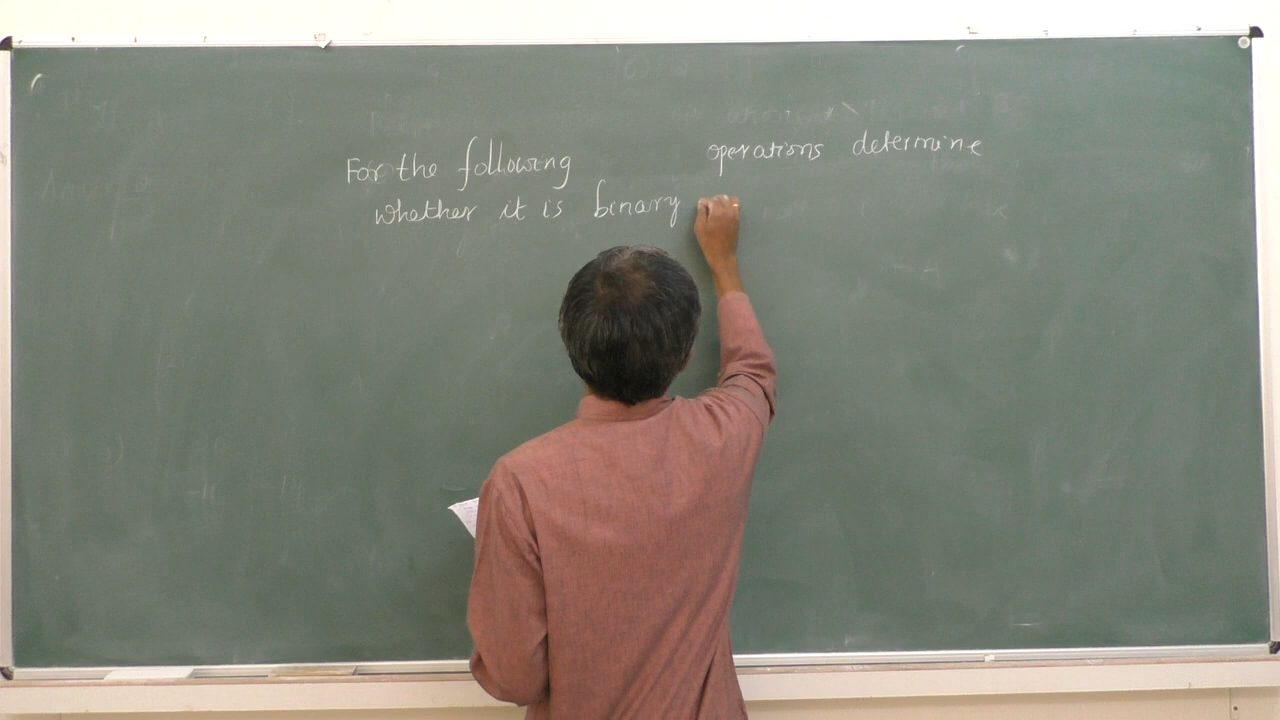 For the following operations determine
whether it is binary